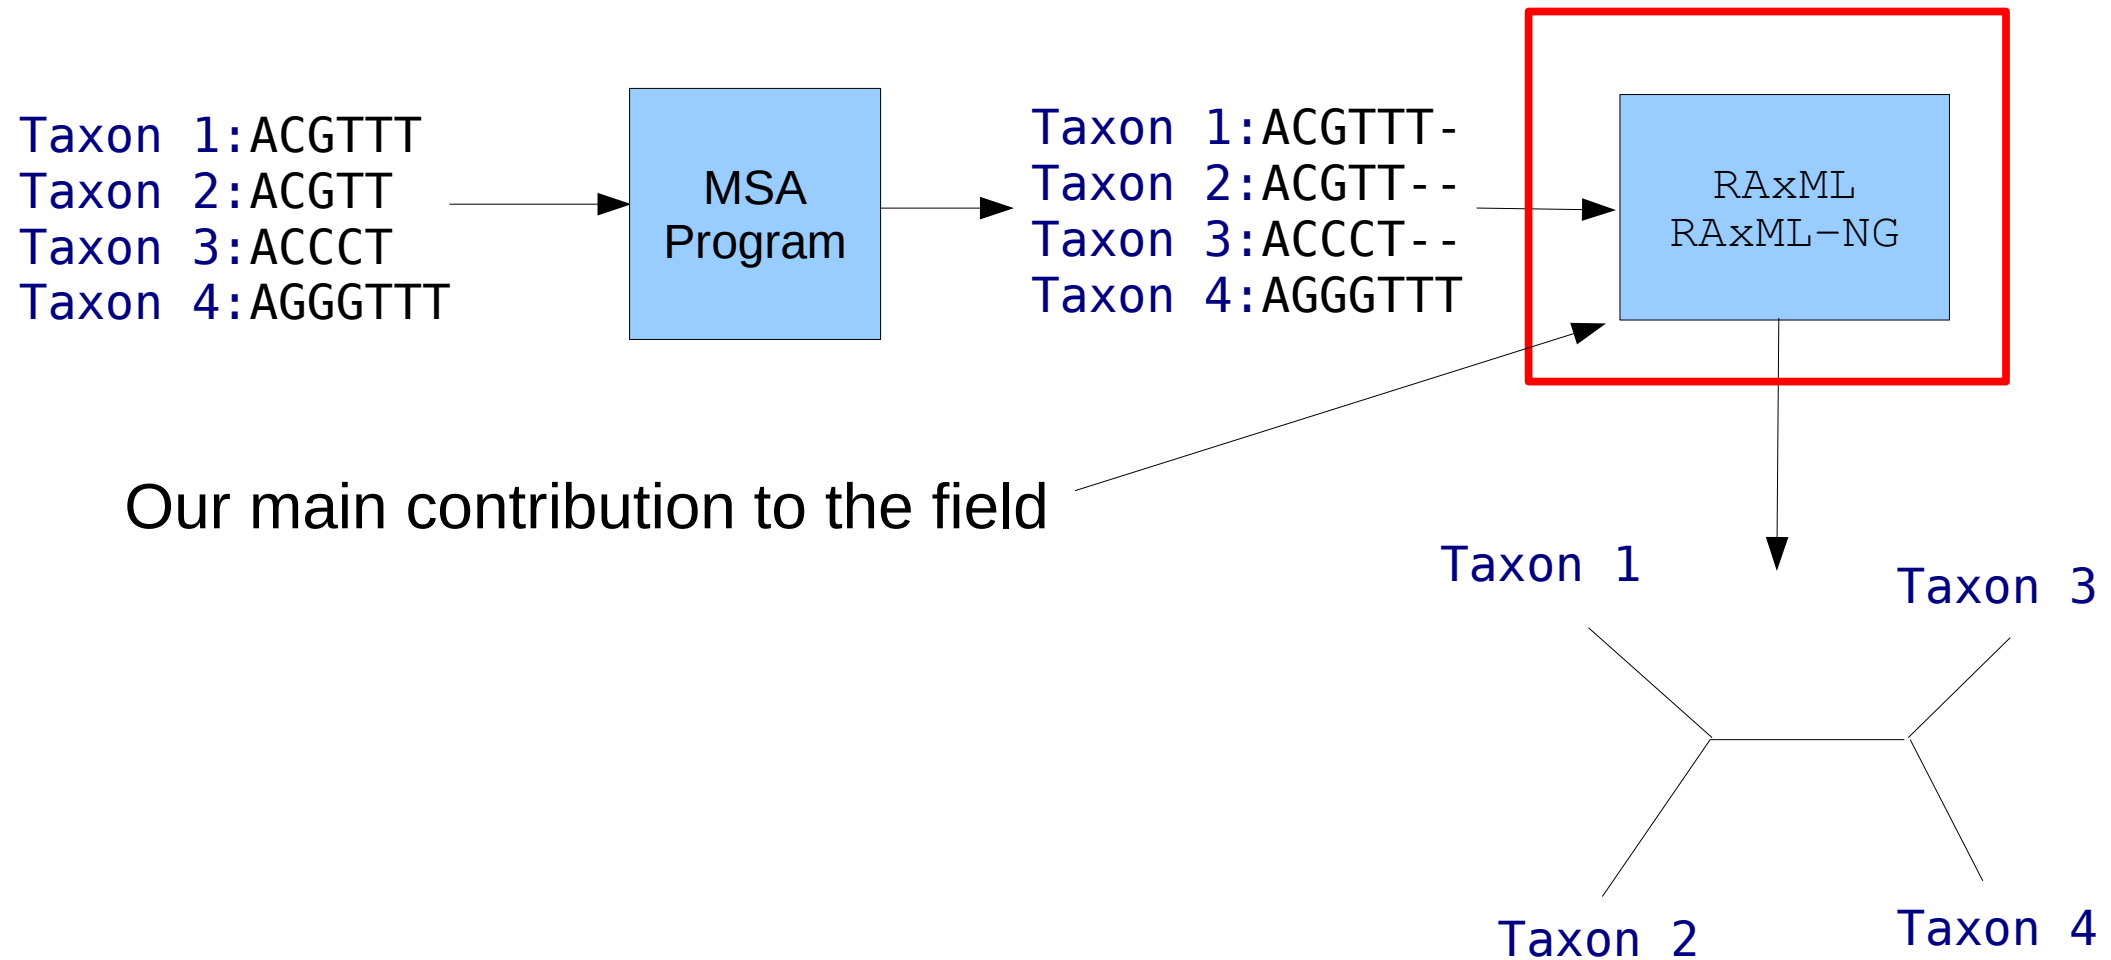 Taxon 1:ACGTTT
Taxon 2:ACGTT
Taxon 3:ACCCT
Taxon 4:AGGGTTT
MSA
Program
Taxon 1:ACGTTT-
Taxon 2:ACGTT--
Taxon 3:ACCCT--
Taxon 4:AGGGTTT
RAxML
RAxML-NG
Our main contribution to the field
Taxon 1
Taxon 3
Taxon 2
Taxon 4